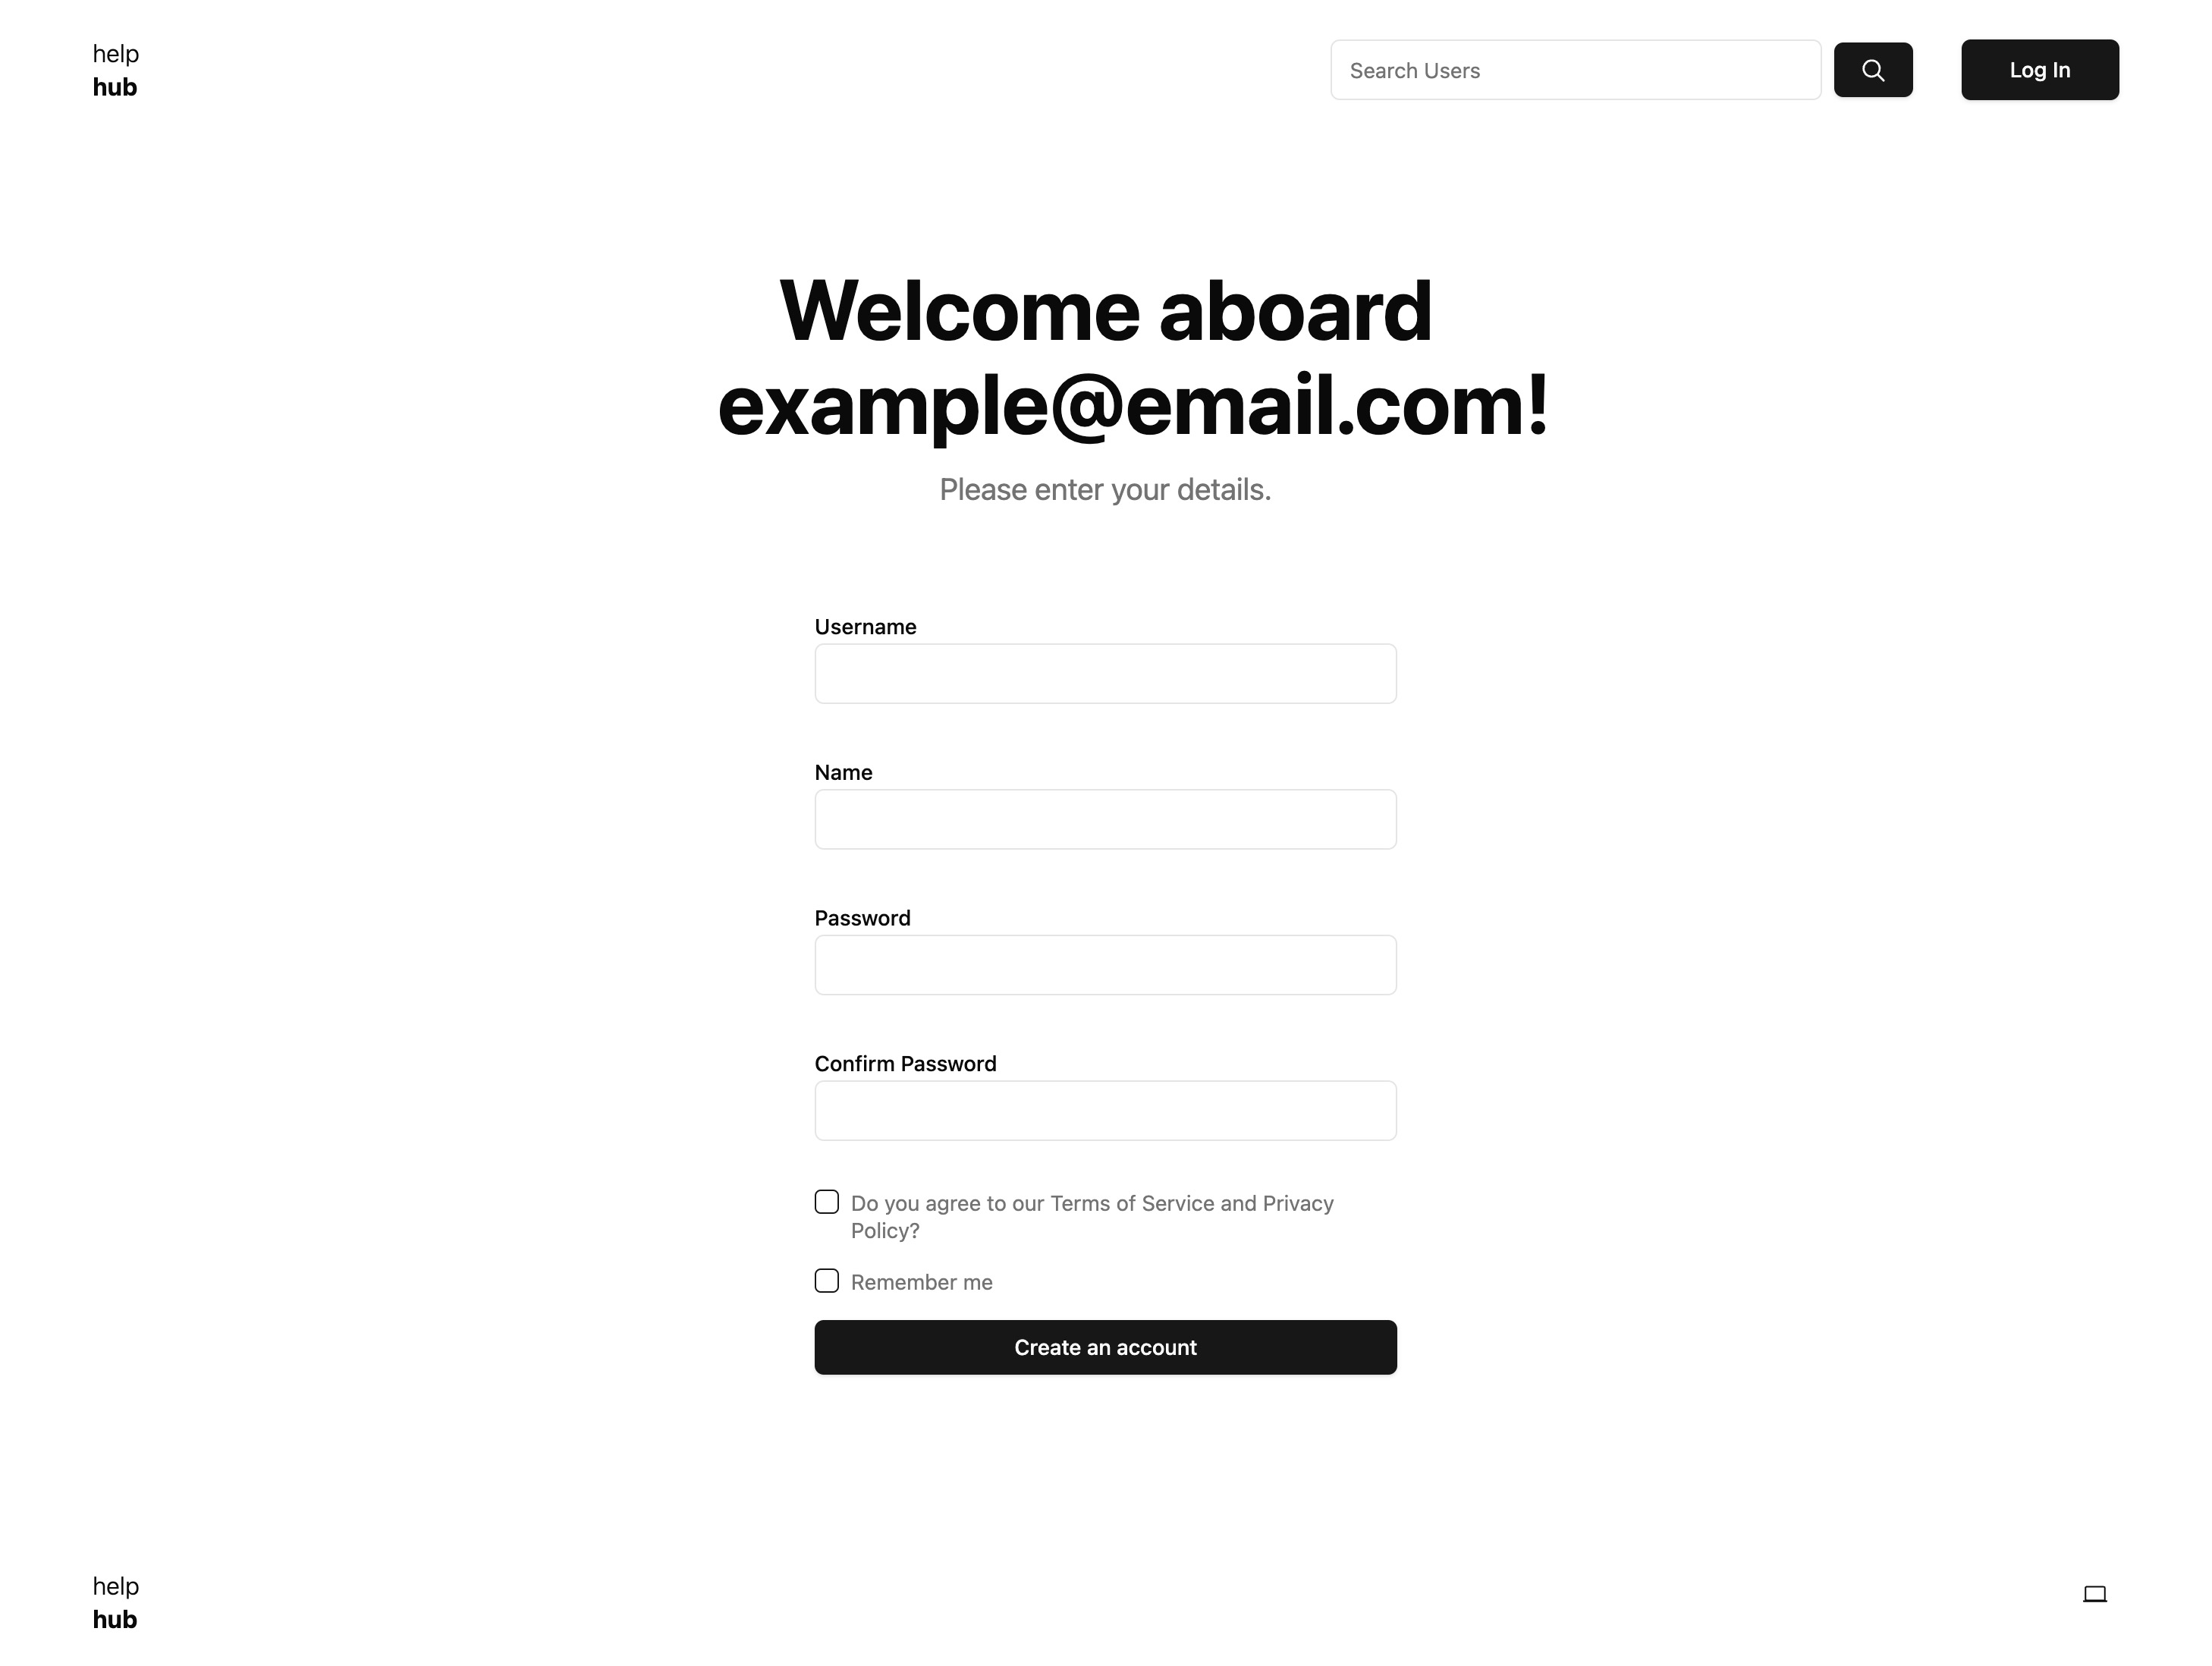 help
hub
Search Users
Log In
Welcome aboard
example@email.com!
Please enter your details.
Username
Name
Password
Confirm Password
Do you agree to our Terms of Service and Privacy
Policy?
Remember me
Create an account
help
hub